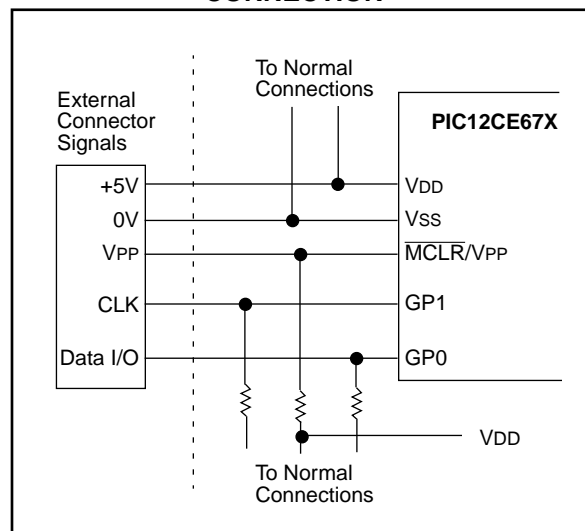 CONNECTION
To Normal
Connections
External
Connector
Signals
PIC12CE67X
+5V
VDD
0V
VSS
VPP
MCLR/VPP
CLK
GP1
Data I/O
GP0
VDD
To Normal
Connections